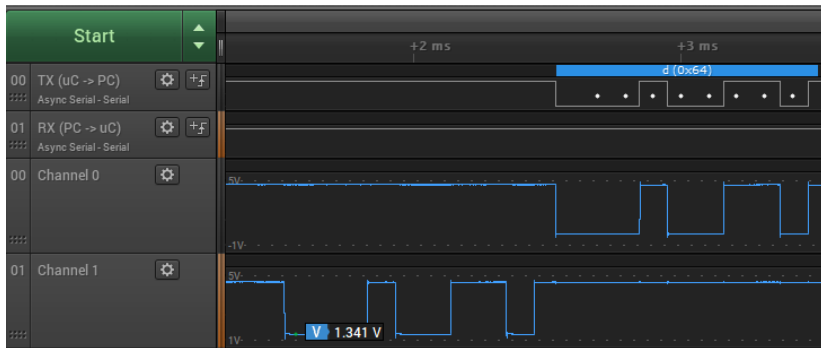 Start
+2 ms
+3 ms
d (0x64)
00 TX (uC -> PC)
Async Serial - Serial
01 RX (PC -> uC)
Async Serial - Serial
00 Channel 0
5V
-1V
01 Channel 1
5V
V 1.341 V
1V